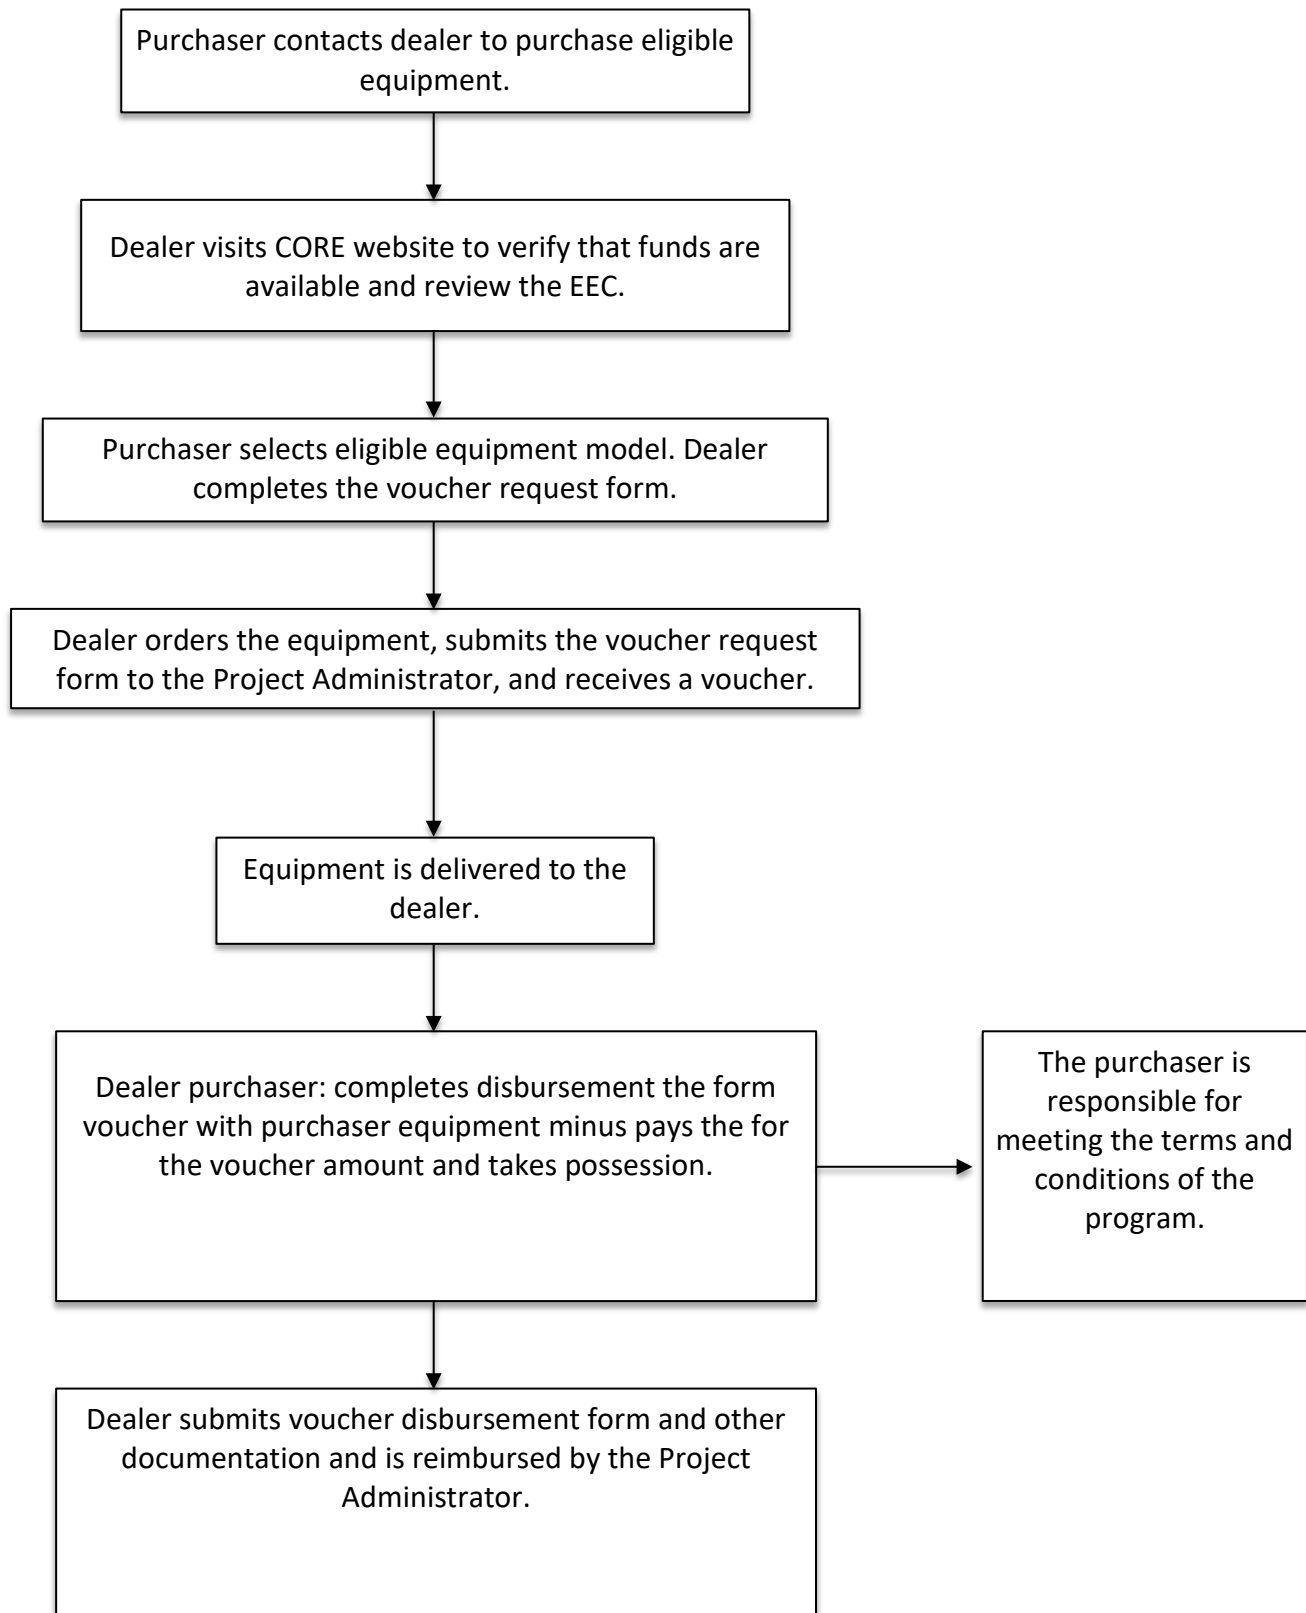 Purchaser contacts dealer to purchase eligible
equipment.
Dealer visits CORE website to verify that funds are
available and review the EEC.
Purchaser selects eligible equipment model. Dealer
completes the voucher request form.
Dealer orders the equipment, submits the voucher request
form to the Project Administrator, and receives a voucher.
Equipment is delivered to the
dealer.
Dealer purchaser: completes disbursement the form
voucher with purchaser equipment minus pays the for
the voucher amount and takes possession.
The purchaser is
responsible for
meeting the terms and
conditions of the
program.
Dealer submits voucher disbursement form and other
documentation and is reimbursed by the Project
Administrator.